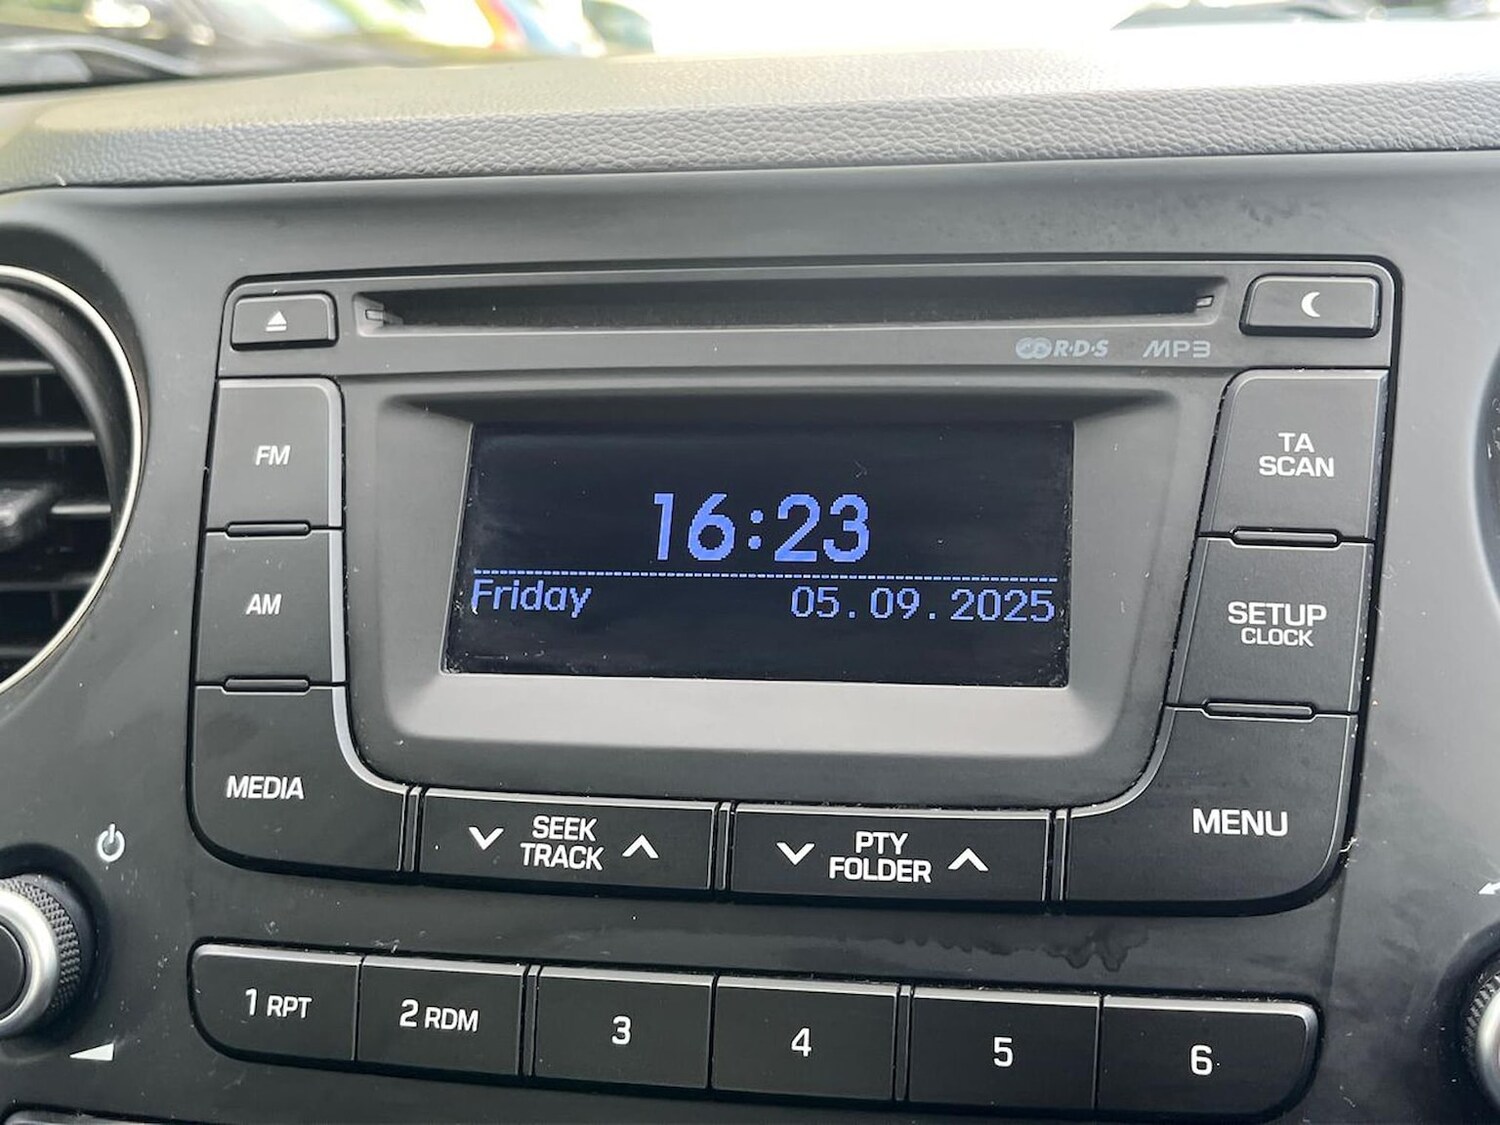 R·D·S MP3
FM
TA
SCAN
16:23
Friday 05.09.2025
AM
SETUP
CLOCK
MEDIA
SEEK
TRACK
PTY
FOLDER
MENU
1 RPT
2 RDM
3
4
5
6